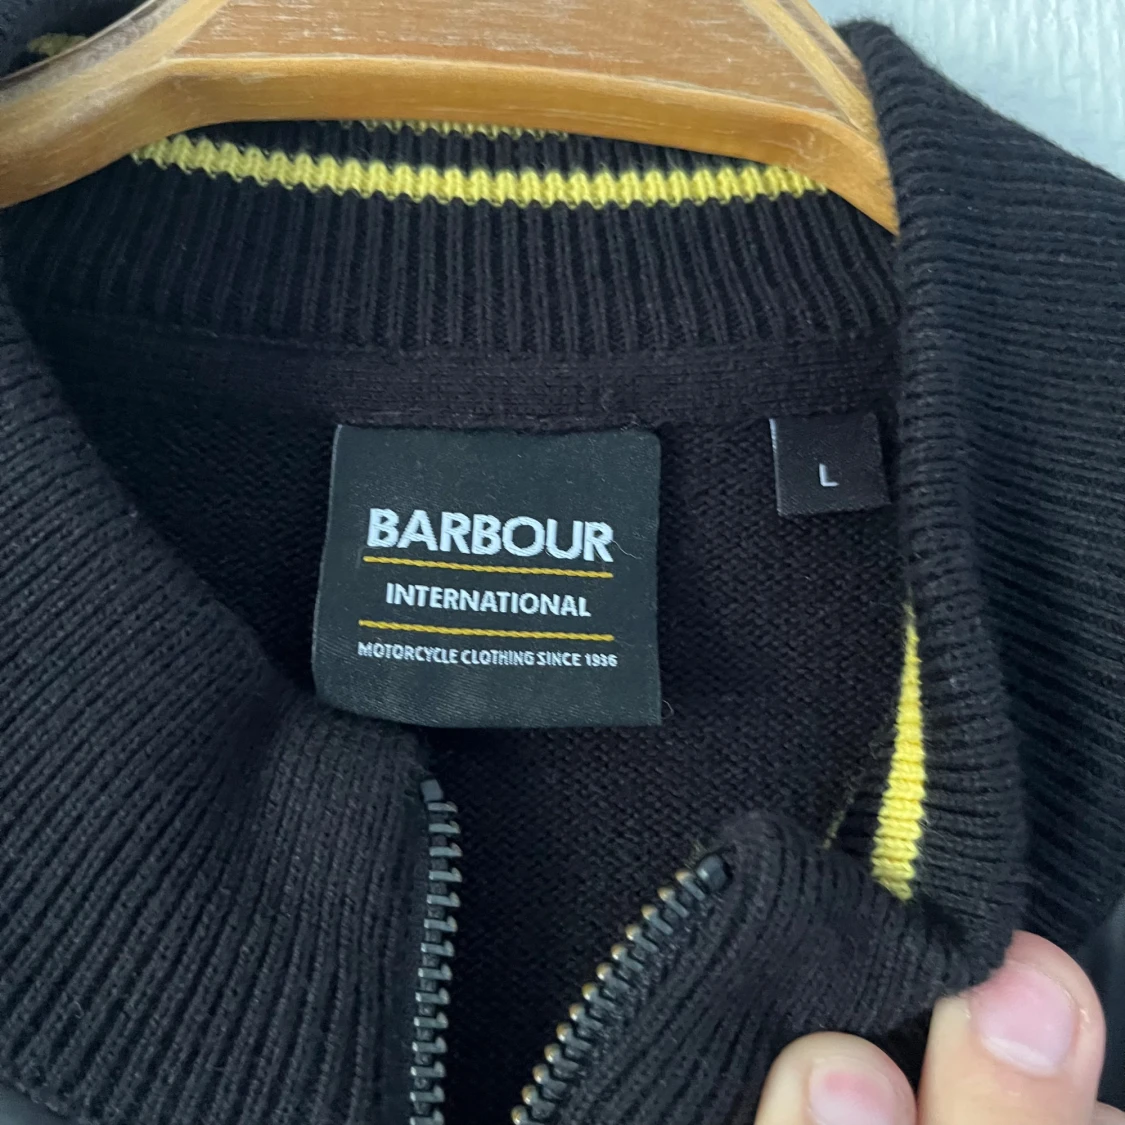 BARBOUR
INTERNATIONAL
MOTORCYCLE CLOTHING SINCE 1936
L